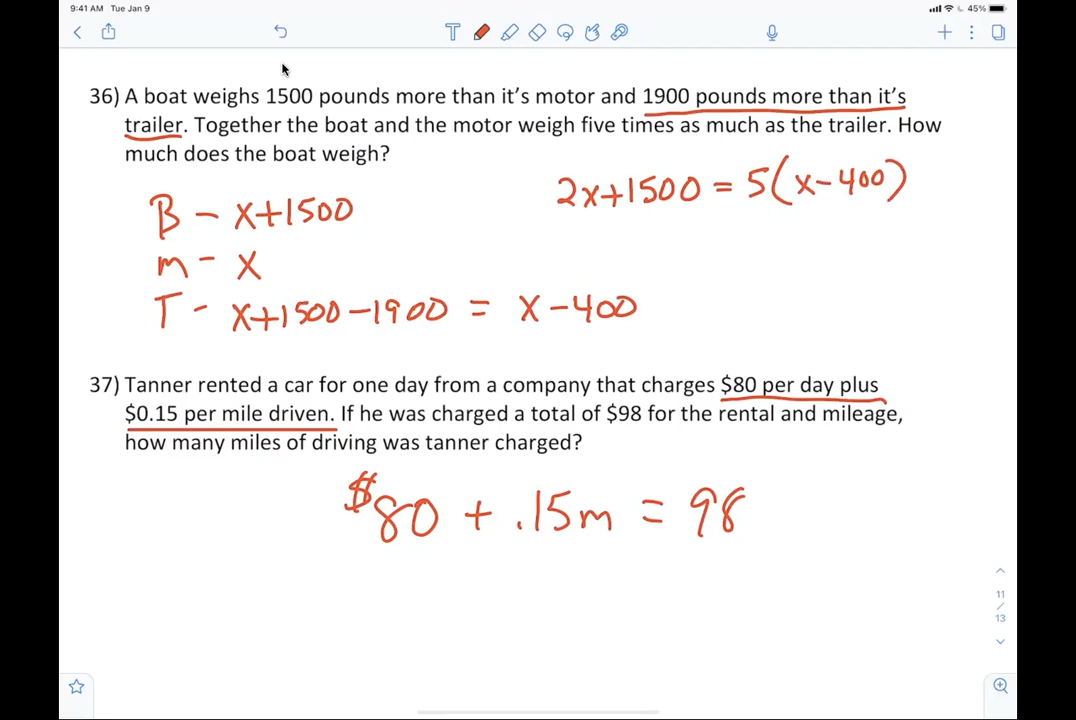 9:41 AM Tue Jan 9
45%
36) A boat weighs 1500 pounds more than it's motor and 1900 pounds more than it's
trailer. Together the boat and the motor weigh five times as much as the trailer. How
much does the boat weigh?
2x+1500 = 5(x-400)
B - x+1500
m - x
T - x+1500-1900 = x-400
37) Tanner rented a car for one day from a company that charges $80 per day plus
$0.15 per mile driven. If he was charged a total of $98 for the rental and mileage,
how many miles of driving was tanner charged?
$80 + .15m = 98
11
/
13